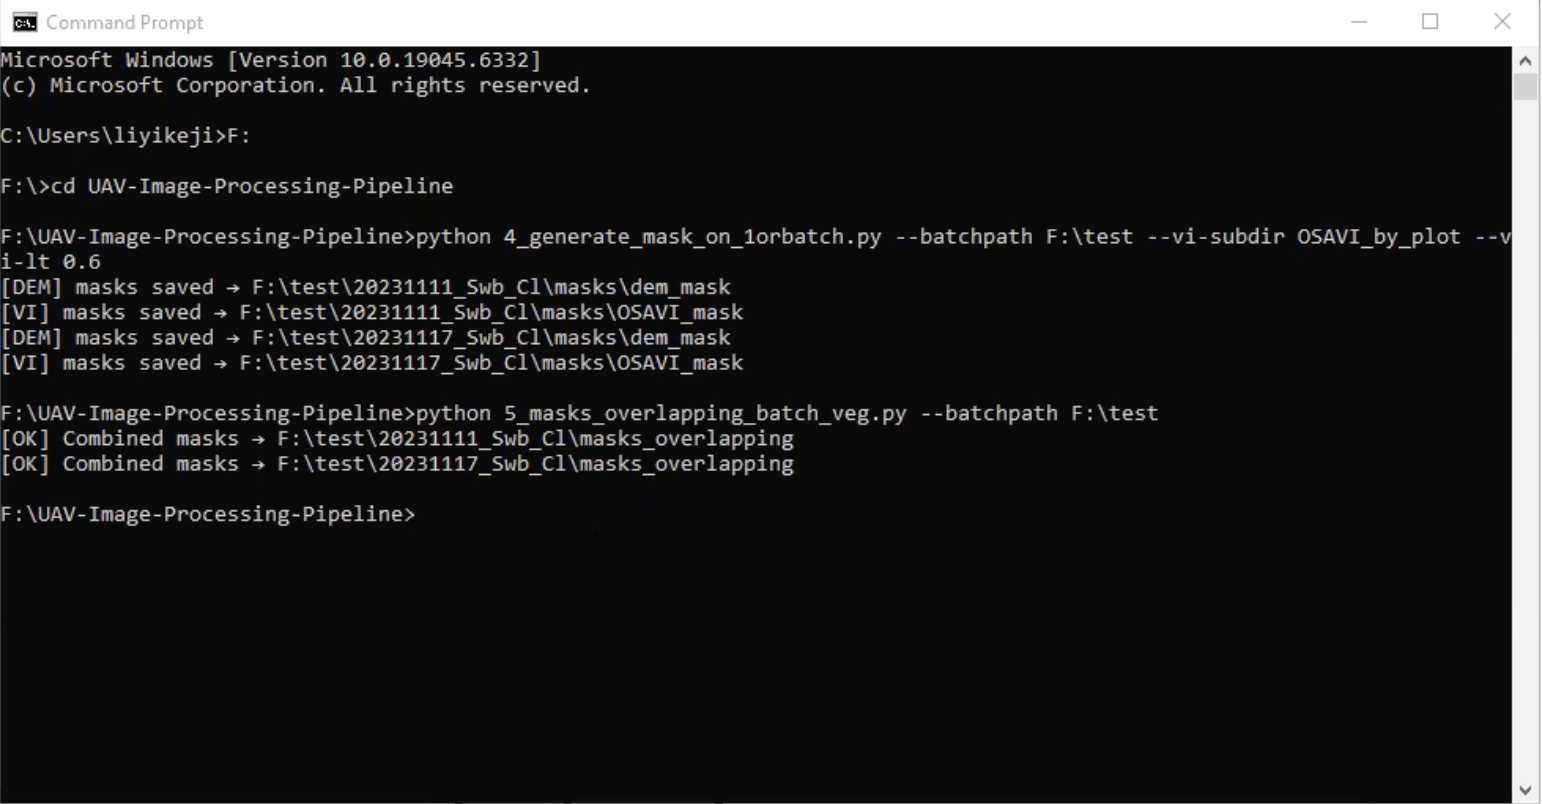 Command Prompt
Microsoft Windows [Version 10.0.19045.6332]
(c) Microsoft Corporation. All rights reserved.
C:\Users\liyikeji>F:
F:\>cd UAV-Image-Processing-Pipeline
F:\UAV-Image-Processing-Pipeline>python 4_generate_mask_on_1orbatch.py --batchpath F:\test --vi-subdir OSAVI_by_plot --v
i-lt 0.6
[DEM] masks saved → F:\test\20231111_Swb_Cl\masks\dem_mask
[VI] masks saved → F:\test\20231111_Swb_Cl\masks\OSAVI_mask
[DEM] masks saved → F:\test\20231117_Swb_Cl\masks\dem_mask
[VI] masks saved → F:\test\20231117_Swb_Cl\masks\OSAVI_mask
F:\UAV-Image-Processing-Pipeline>python 5_masks_overlapping_batch_veg.py --batchpath F:\test
[OK] Combined masks → F:\test\20231111_Swb_Cl\masks_overlapping
[OK] Combined masks → F:\test\20231117_Swb_Cl\masks_overlapping
F:\UAV-Image-Processing-Pipeline>